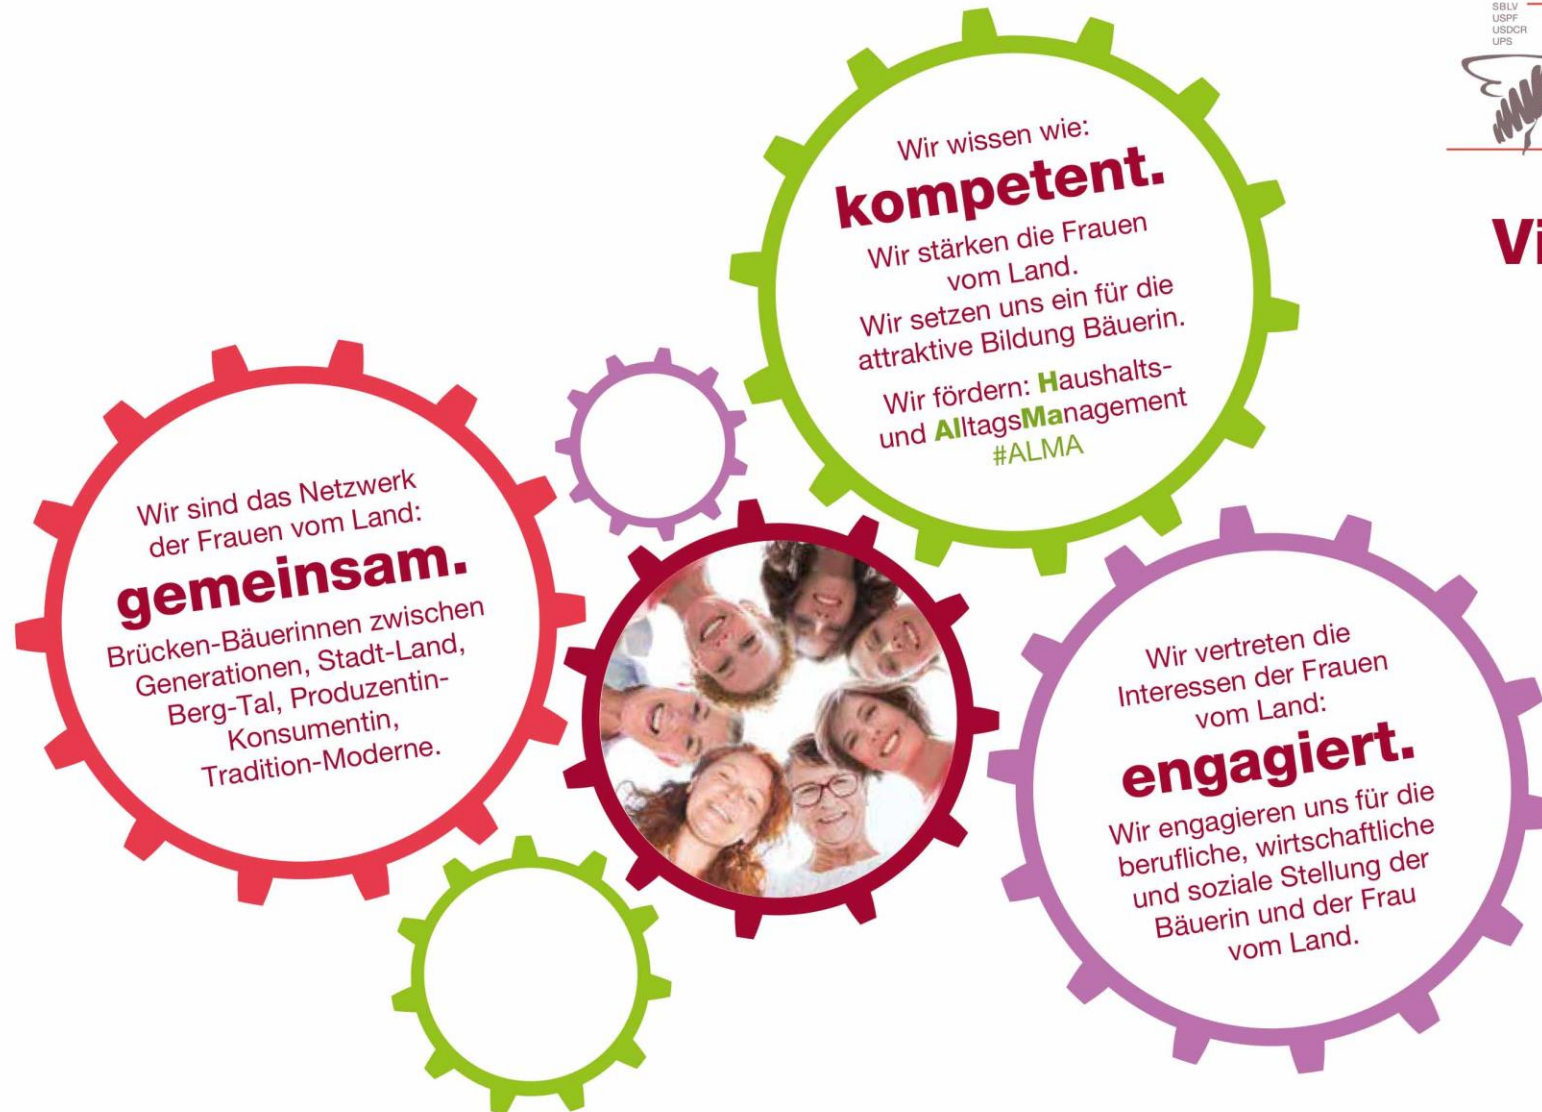 SBLV
USPF
USDCR
UPS
Vi
Wir wissen wie:
kompetent.
Wir stärken die Frauen
vom Land.
Wir setzen uns ein für die
attraktive Bildung Bäuerin.
Wir fördern: Haushalts-
und AlltagsManagement
#ALMA
Wir sind das Netzwerk
der Frauen vom Land:
gemeinsam.
Brücken-Bäuerinnen zwischen
Generationen, Stadt-Land,
Berg-Tal, Produzentin-
Konsumentin,
Tradition-Moderne.
Wir vertreten die
Interessen der Frauen
vom Land:
engagiert.
Wir engagieren uns für die
berufliche, wirtschaftliche
und soziale Stellung der
Bäuerin und der Frau
vom Land.